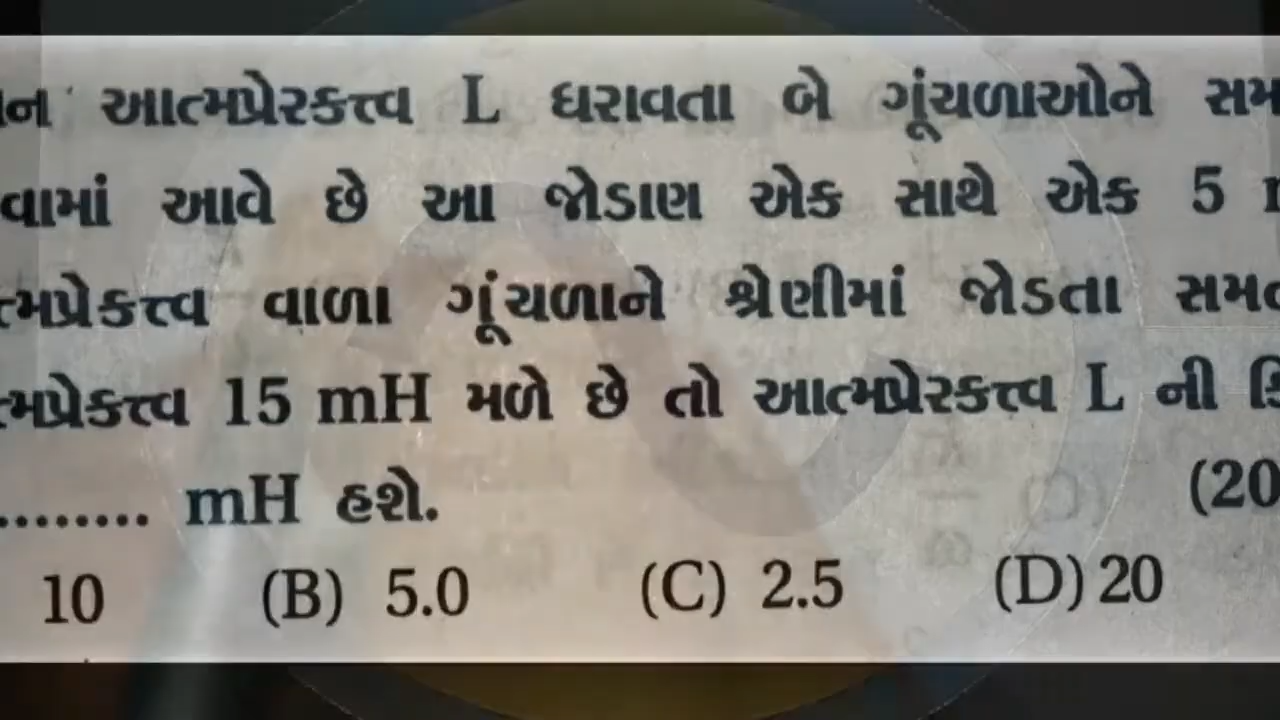 આત્મપ્રેરકત્ત્વ L ધરાવતા બે ગૂંચળાઓને
આવે છે આ જોડાણ એક સાથે એક 5
વાળા ગૂંચળાને શ્રેણીમાં જોડતા
15 mH મળે છે તો આત્મપ્રેરકત્ત્વ L ની
........ mH હશે.
10 (B) 5.0 (C) 2.5 (D) 20